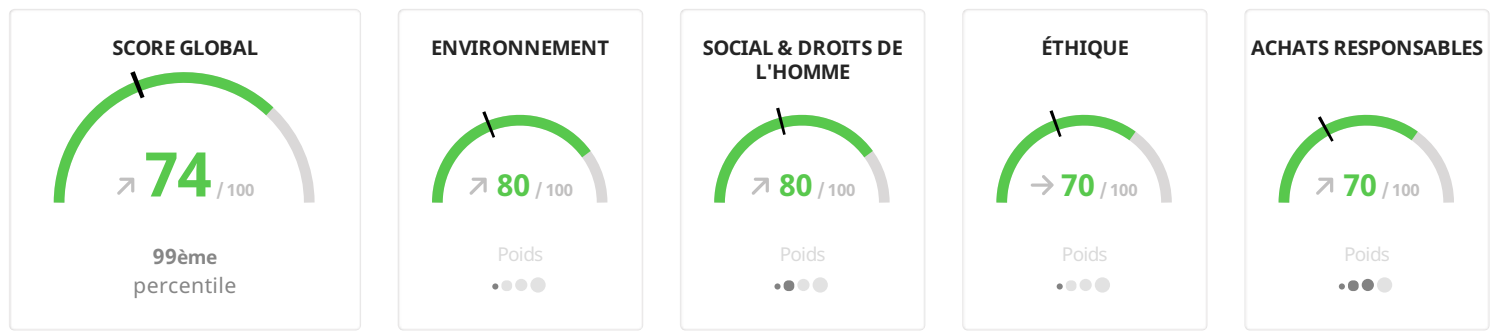 SCORE GLOBAL
74 / 100
99ème
percentile
ENVIRONNEMENT
80 / 100
Poids
SOCIAL & DROITS DE
L'HOMME
80 / 100
Poids
ÉTHIQUE
70 / 100
Poids
ACHATS RESPONSABLES
70 / 100
Poids